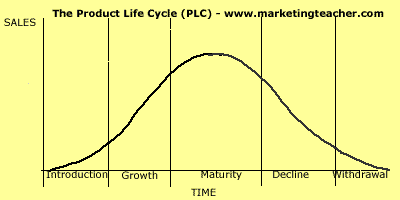 The Product Life Cycle (PLC) - www.marketingteacher.com
SALES
Introduction Growth Maturity Decline Withdrawal
TIME